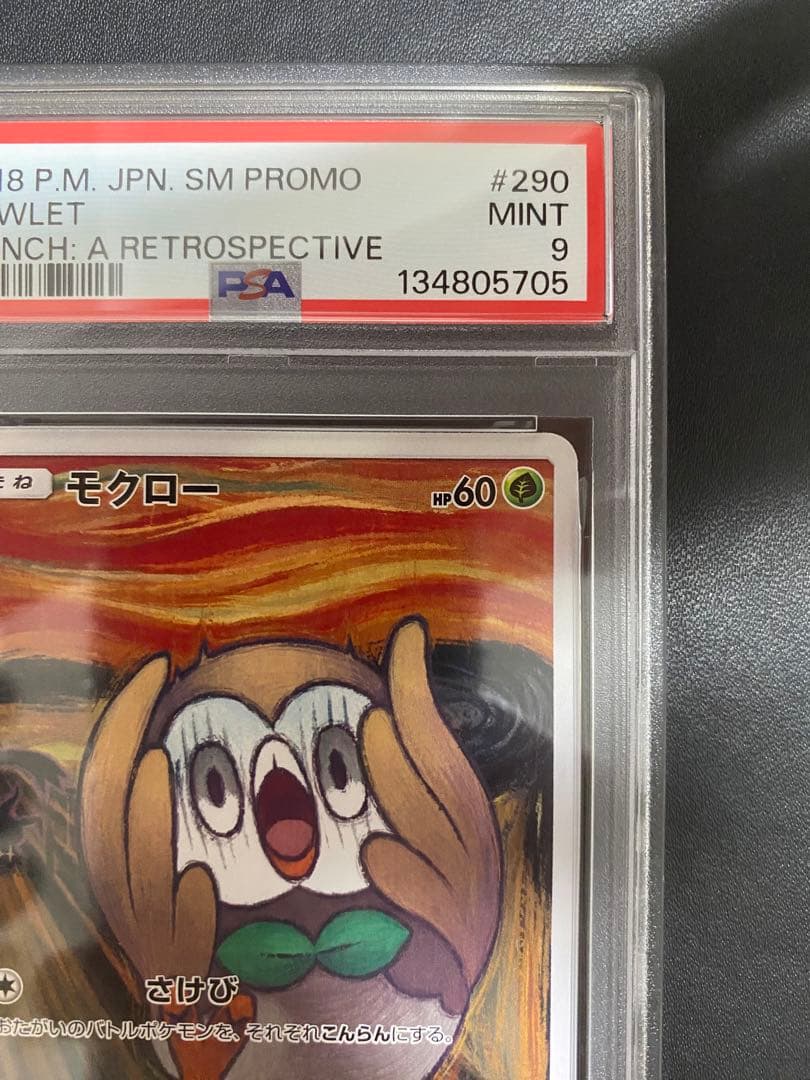 18 P.M. JPN. SM PROMO #290
WLET MINT
NCH: A RETROSPECTIVE 9
PSA 134805705
まね モクロー HP60
さけび
おたがいのバトルポケモンを、それぞれこんらんにする。